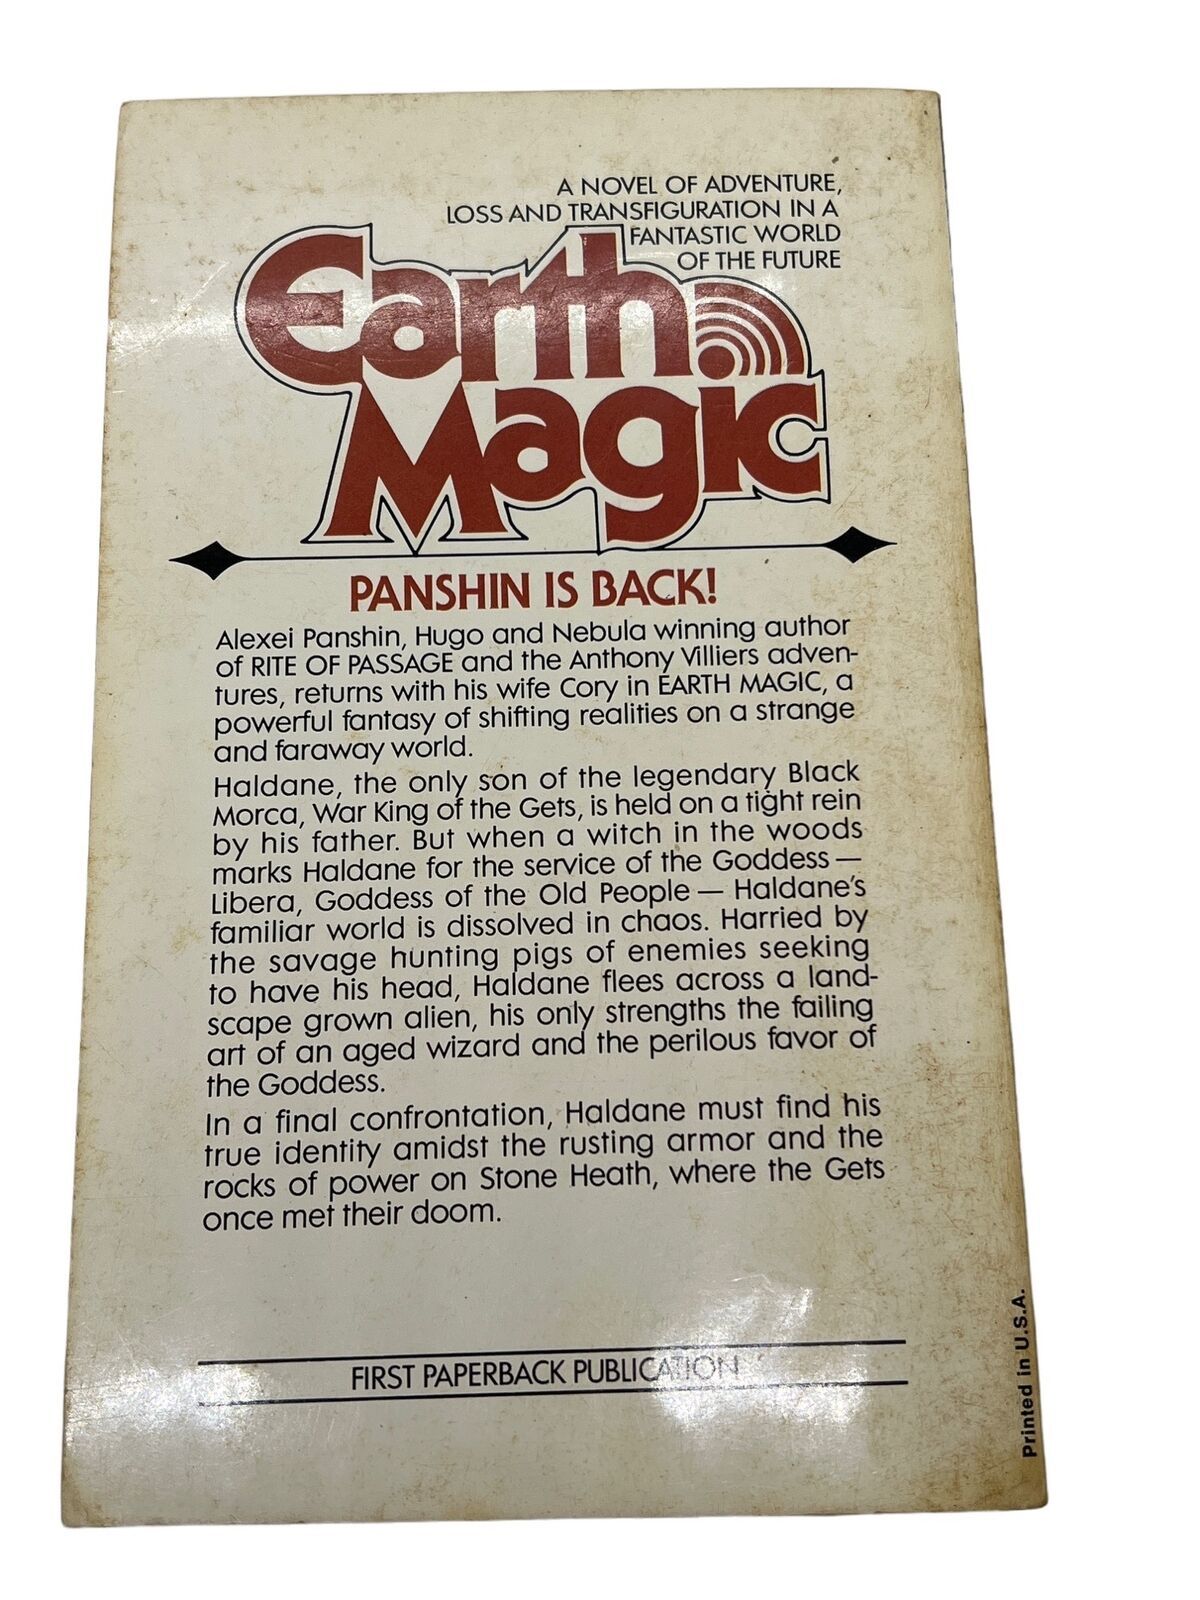 A NOVEL OF ADVENTURE,
LOSS AND TRANSFIGURATION IN A
FANTASTIC WORLD
OF THE FUTURE
Earth
Magic
PANSHIN IS BACK!
Alexei Panshin, Hugo and Nebula winning author
of RITE OF PASSAGE and the Anthony Villiers adven-
tures, returns with his wife Cory in EARTH MAGIC, a
powerful fantasy of shifting realities on a strange
and faraway world.
Haldane, the only son of the legendary Black
Morca, War King of the Gets, is held on a tight rein
by his father. But when a witch in the woods
marks Haldane for the service of the Goddess —
Libera, Goddess of the Old People — Haldane's
familiar world is dissolved in chaos. Harried by
the savage hunting pigs of enemies seeking
to have his head, Haldane flees across a land-
scape grown alien, his only strengths the failing
art of an aged wizard and the perilous favor of
the Goddess.
In a final confrontation, Haldane must find his
true identity amidst the rusting armor and the
rocks of power on Stone Heath, where the Gets
once met their doom.
FIRST PAPERBACK PUBLICATION
Printed in U.S.A.